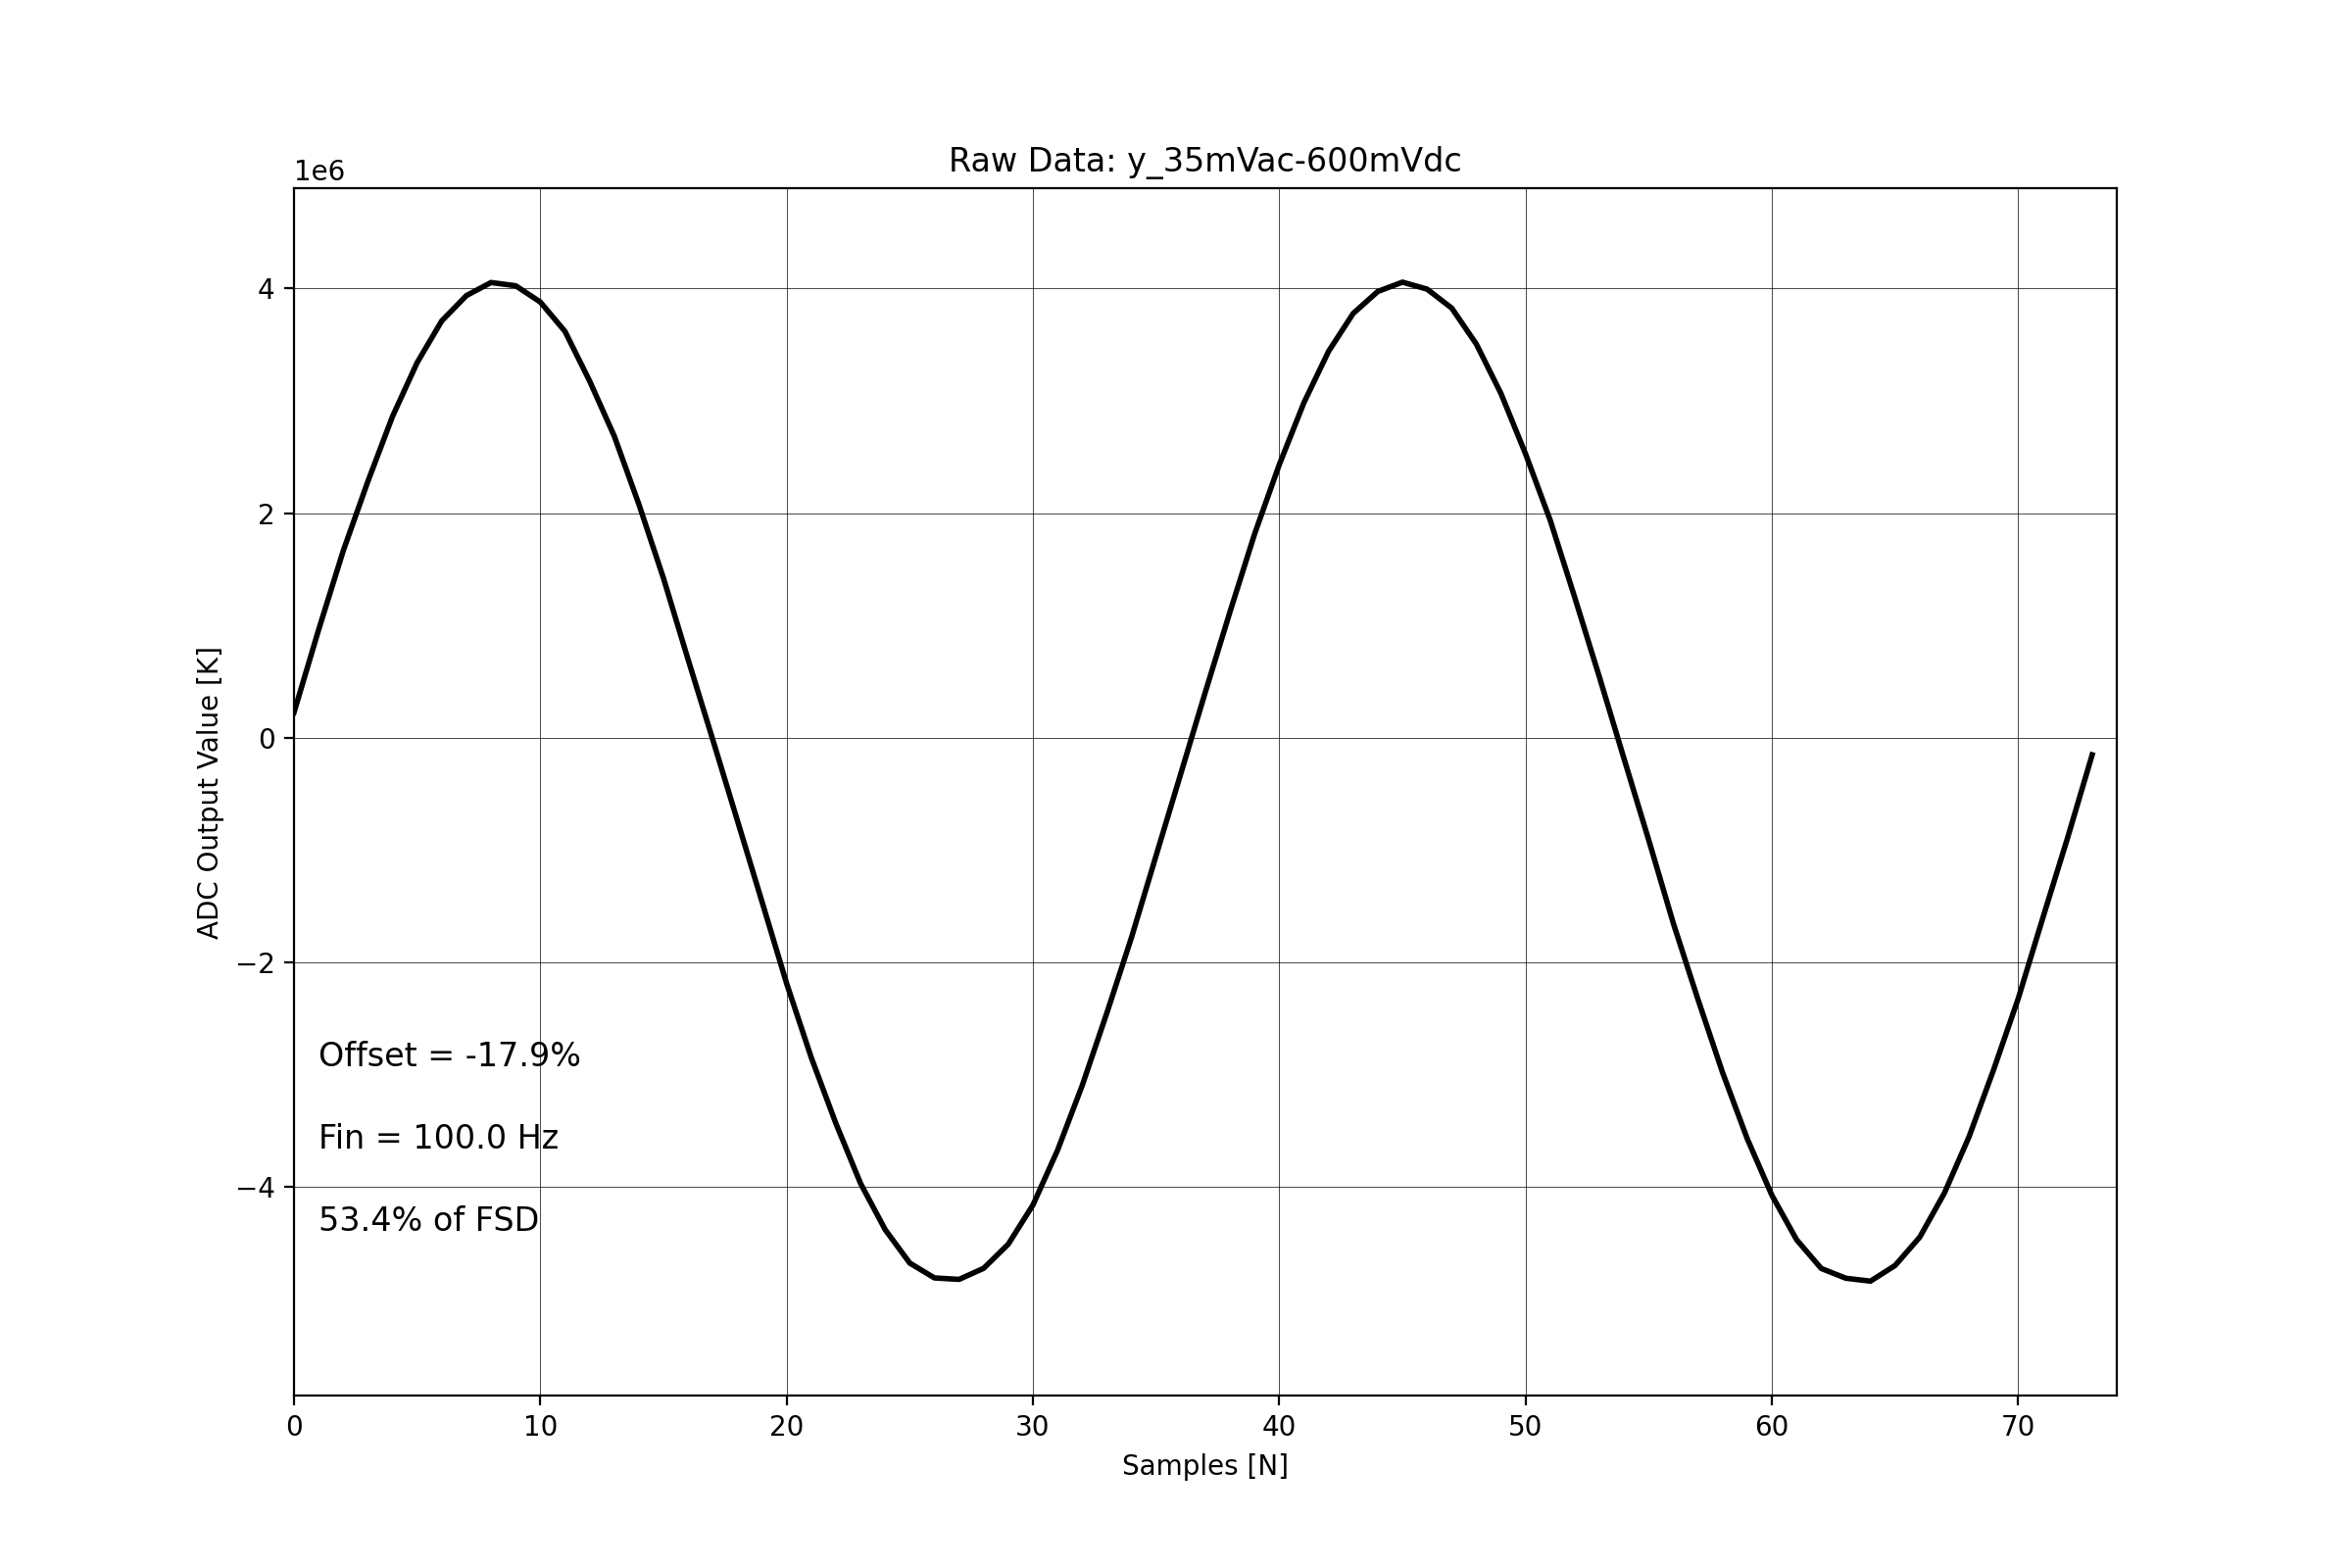 Raw Data: y_35mVac-600mVdc
1e6
4
2
0
−2
−4
ADC Output Value [K]
Offset = -17.9%
Fin = 100.0 Hz
53.4% of FSD
0 10 20 30 40 50 60 70
Samples [N]